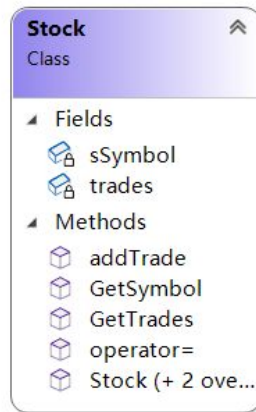 Stock
Class
Fields
sSymbol
trades
Methods
addTrade
GetSymbol
GetTrades
operator=
Stock (+ 2 ove...